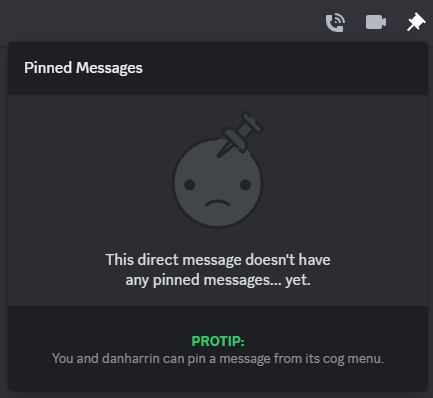 Pinned Messages
This direct message doesn't have
any pinned messages... yet.
PROTIP:
You and danharrin can pin a message from its cog menu.